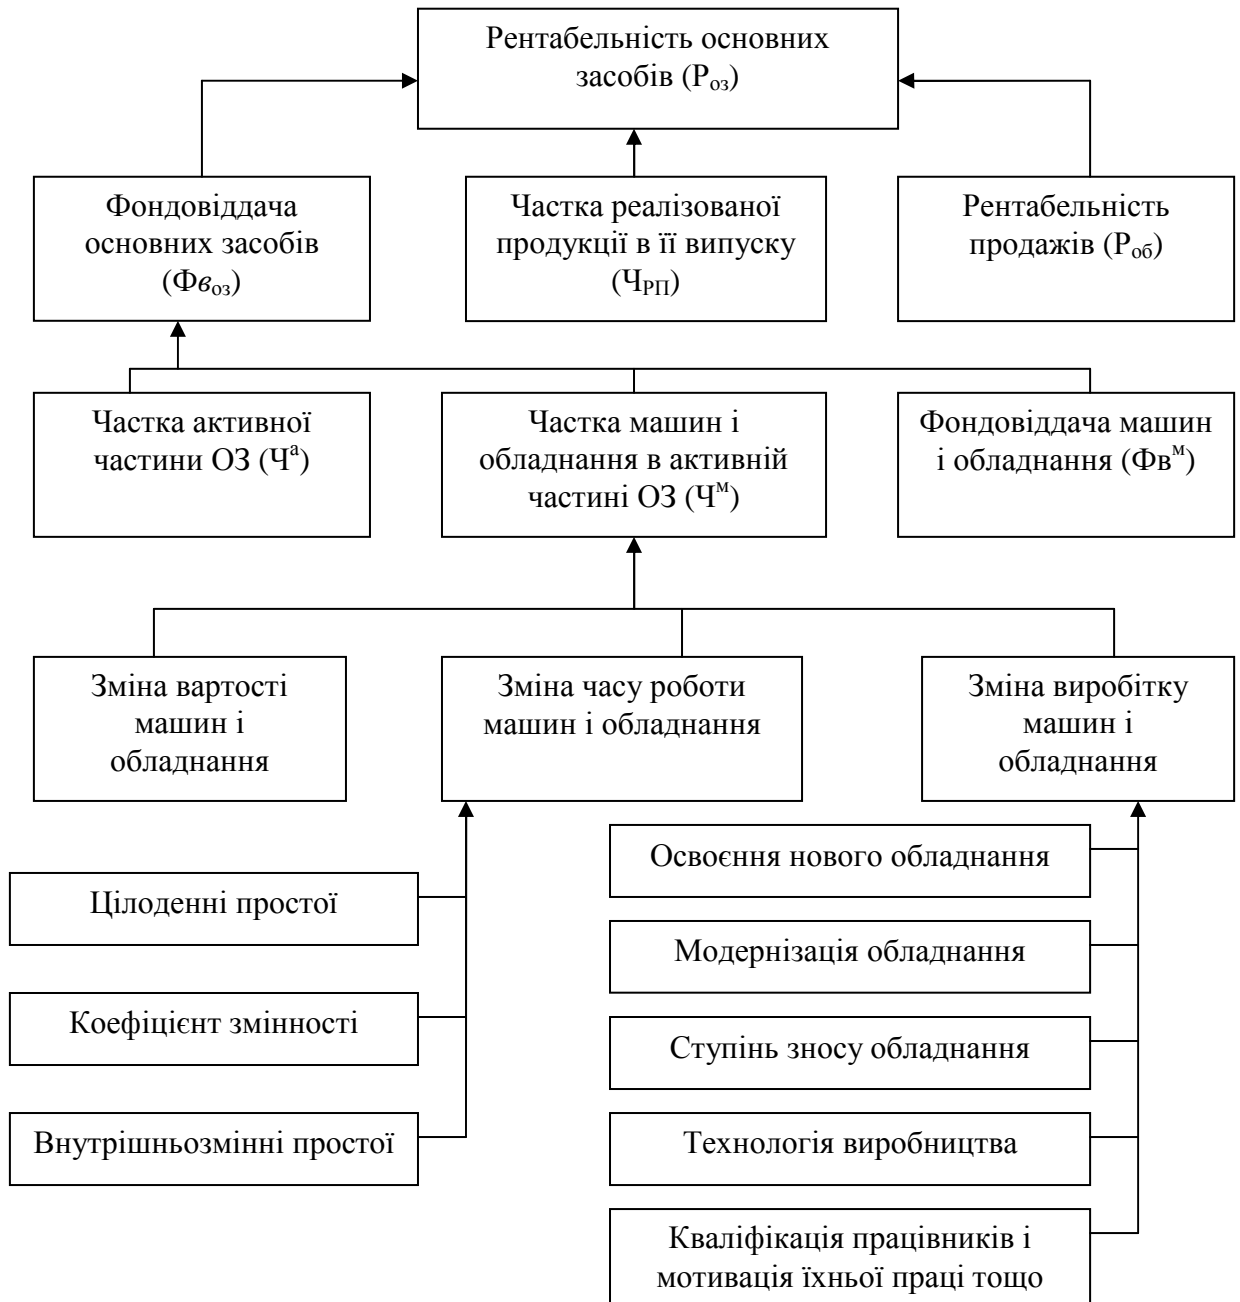 Рентабельність основних
засобів (Роз)
Фондовіддача
основних засобів
(Фвоз)
Частка реалізованої
продукції в її випуску
(ЧРП)
Рентабельність
продажів (Роб)
Частка активної
частини ОЗ (Чª)
Частка машин і
обладнання в активній
частині ОЗ (Чм)
Фондовіддача машин
і обладнання (Фвм)
Зміна вартості
машин і
обладнання
Зміна часу роботи
машин і обладнання
Зміна виробітку
машин і
обладнання
Цілоденні простої
Коефіцієнт змінності
Внутрішньозмінні простої
Освоєння нового обладнання
Модернізація обладнання
Ступінь зносу обладнання
Технологія виробництва
Кваліфікація працівників і
мотивація їхньої праці тощо